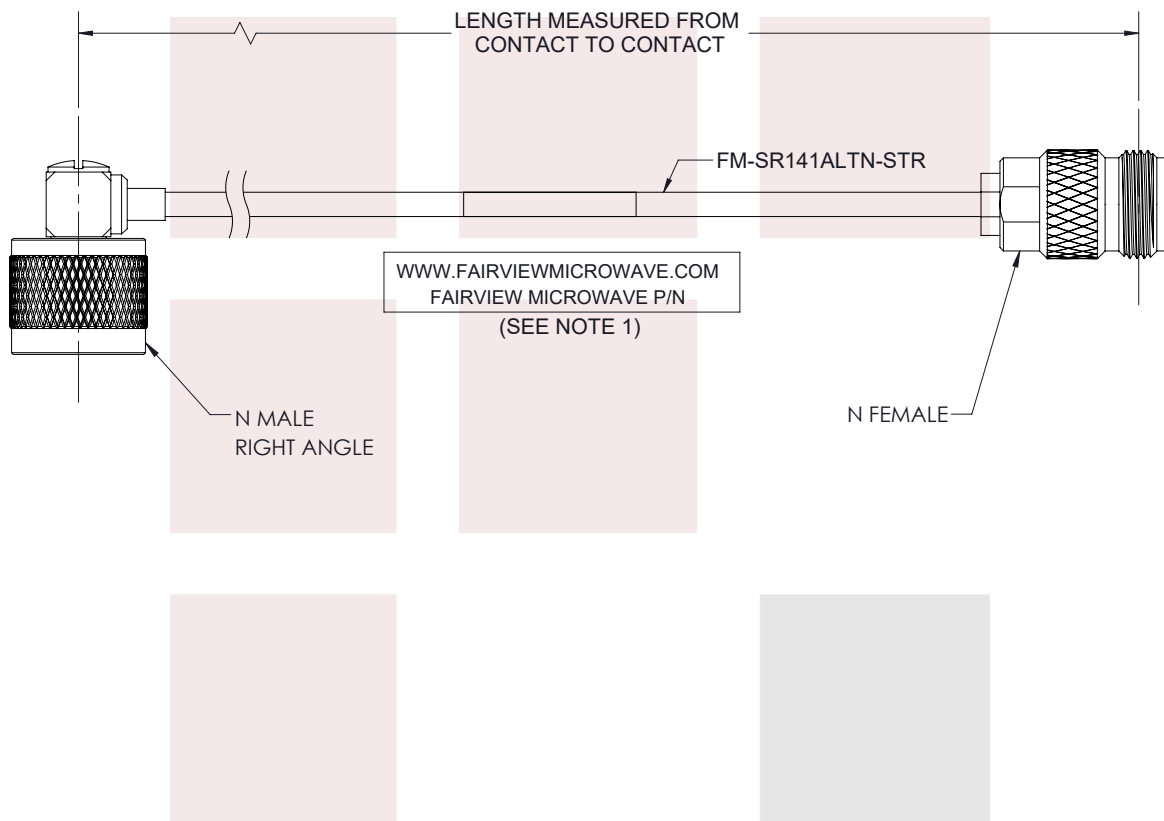 LENGTH MEASURED FROM
CONTACT TO CONTACT
FM-SR141ALTN-STR
WWW.FAIRVIEWMICROWAVE.COM
FAIRVIEW MICROWAVE P/N
(SEE NOTE 1)
N MALE
RIGHT ANGLE
N FEMALE